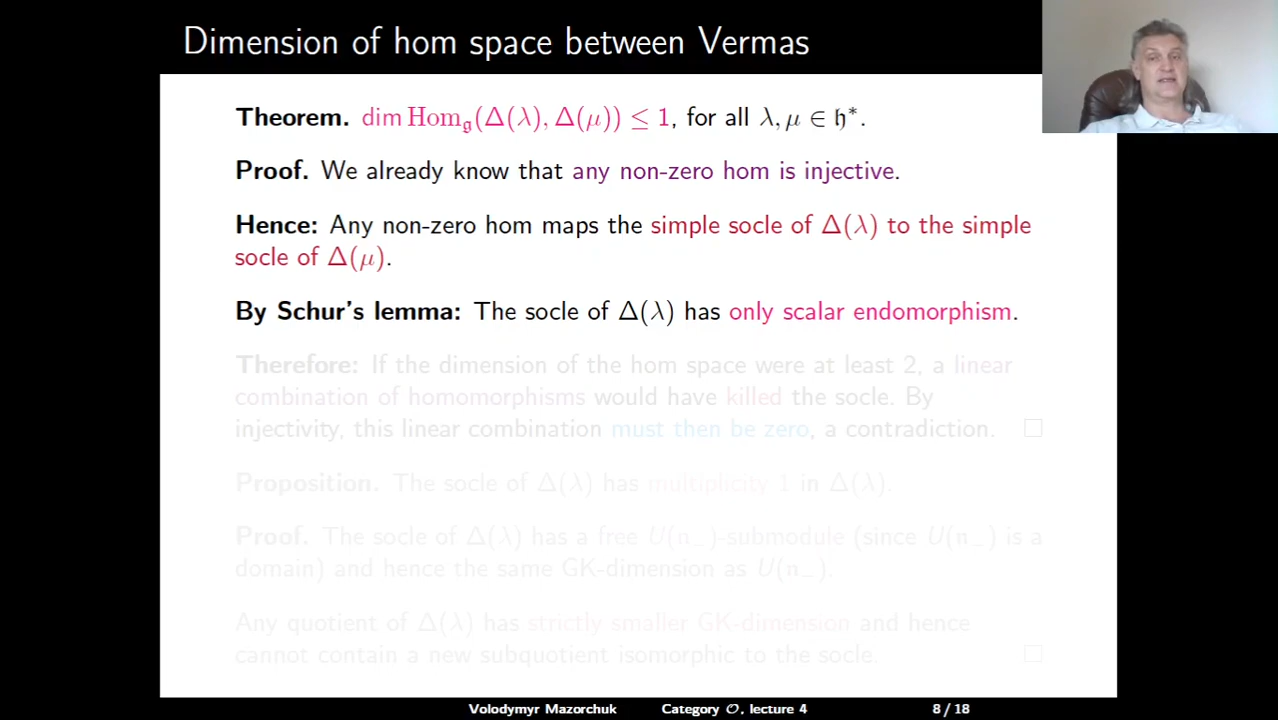 Dimension of hom space between Vermas
Theorem. dim Hom𝔤(Δ(λ), Δ(μ)) ≤ 1, for all λ, μ ∈ 𝔥*.
Proof. We already know that any non-zero hom is injective.
Hence: Any non-zero hom maps the simple socle of Δ(λ) to the simple
socle of Δ(μ).
By Schur's lemma: The socle of Δ(λ) has only scalar endomorphism.
Therefore: If the dimension of the hom space were at least 2, a linear
combination of homomorphisms would have killed the socle. By
injectivity, this linear combination must then be zero, a contradiction. □
Proposition. The socle of Δ(λ) has multiplicity 1 in Δ(λ).
Proof. The socle of Δ(λ) has a free U(𝔫₋)-submodule (since U(𝔫₋) is a
domain) and hence the same GK-dimension as U(𝔫₋).
Any quotient of Δ(λ) has strictly smaller GK-dimension and hence
cannot contain a new subquotient isomorphic to the socle. □
Volodymyr Mazorchuk Category 𝒪, lecture 4 8 / 18